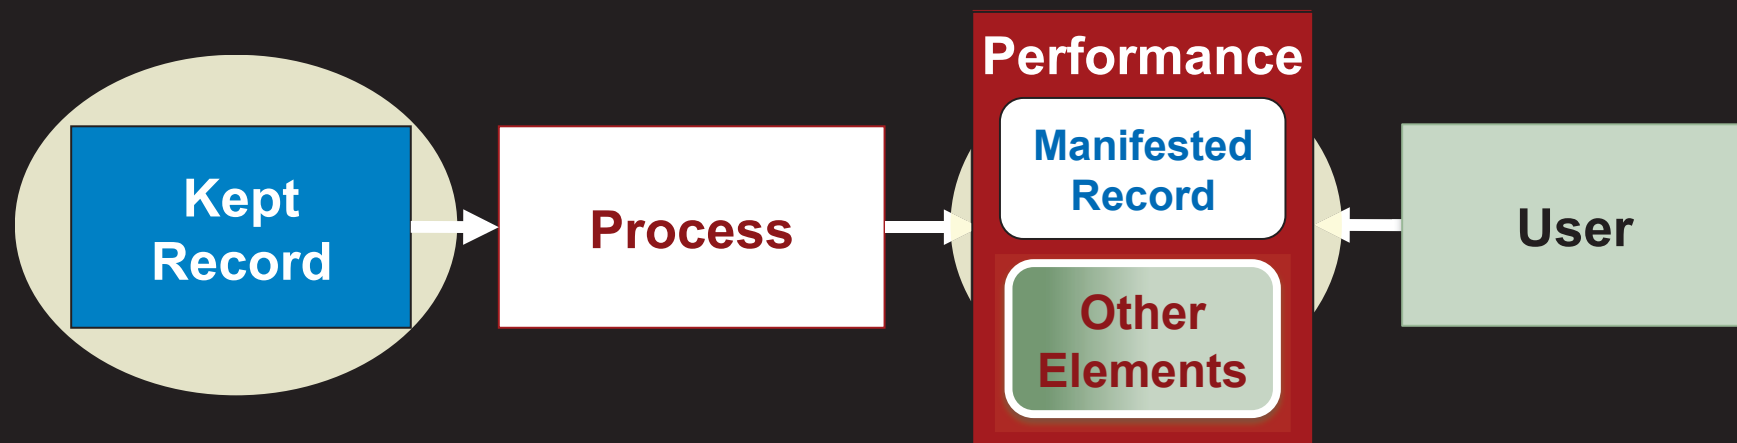 Kept
Record
Process
Performance
Manifested
Record
Other
Elements
User